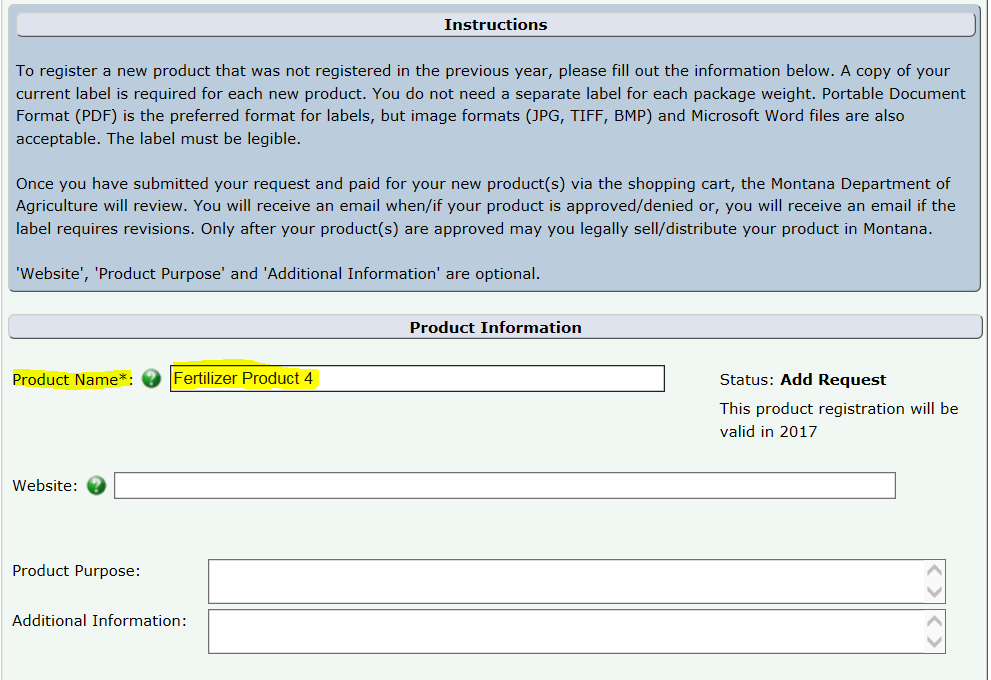 Instructions
To register a new product that was not registered in the previous year, please fill out the information below. A copy of your
current label is required for each new product. You do not need a separate label for each package weight. Portable Document
Format (PDF) is the preferred format for labels, but image formats (JPG, TIFF, BMP) and Microsoft Word files are also
acceptable. The label must be legible.
Once you have submitted your request and paid for your new product(s) via the shopping cart, the Montana Department of
Agriculture will review. You will receive an email when/if your product is approved/denied or, you will receive an email if the
label requires revisions. Only after your product(s) are approved may you legally sell/distribute your product in Montana.
'Website', 'Product Purpose' and 'Additional Information' are optional.
Product Information
Product Name*: ? Fertilizer Product 4 Status: Add Request
This product registration will be
valid in 2017
Website: ?
Product Purpose:
Additional Information: